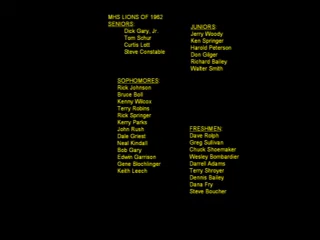 MHS LIONS OF 1962
SENIORS:
Dick Gary, Jr.
Tom Schur
Curtis Lott
Steve Constable
JUNIORS:
Jerry Woody
Ken Springer
Harold Peterson
Don Gilger
Richard Bailey
Walter Smith
SOPHOMORES:
Rick Johnson
Bruce Boll
Kenny Wilcox
Terry Robins
Rick Springer
Kerry Parks
John Rush
Dale Griest
Neal Kindall
Bob Gary
Edwin Garrison
Gene Blochlinger
Keith Leech
FRESHMEN:
Dave Rolph
Greg Sullivan
Chuck Shoemaker
Wesley Bombardier
Darrell Adams
Terry Shroyer
Dennis Bailey
Dana Fry
Steve Boucher